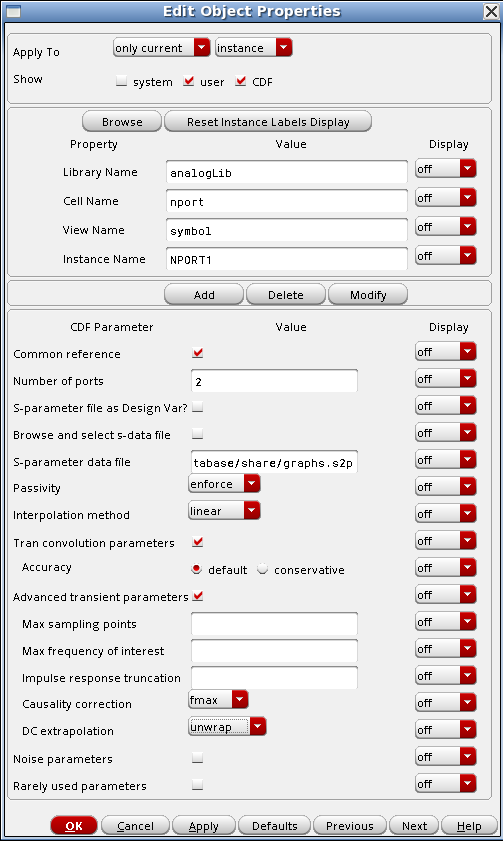 Edit Object Properties
Apply To only current instance
Show system user CDF
Browse Reset Instance Labels Display
Property Value Display
Library Name analogLib off
Cell Name nport off
View Name symbol off
Instance Name NPORT1 off
Add Delete Modify
CDF Parameter Value Display
Common reference off
Number of ports 2 off
S-parameter file as Design Var? off
Browse and select s-data file off
S-parameter data file tabase/share/graphs.s2p off
Passivity enforce off
Interpolation method linear off
Tran convolution parameters off
Accuracy default conservative off
Advanced transient parameters off
Max sampling points off
Max frequency of interest off
Impulse response truncation off
Causality correction fmax off
DC extrapolation unwrap off
Noise parameters off
Rarely used parameters off
OK Cancel Apply Defaults Previous Next Help